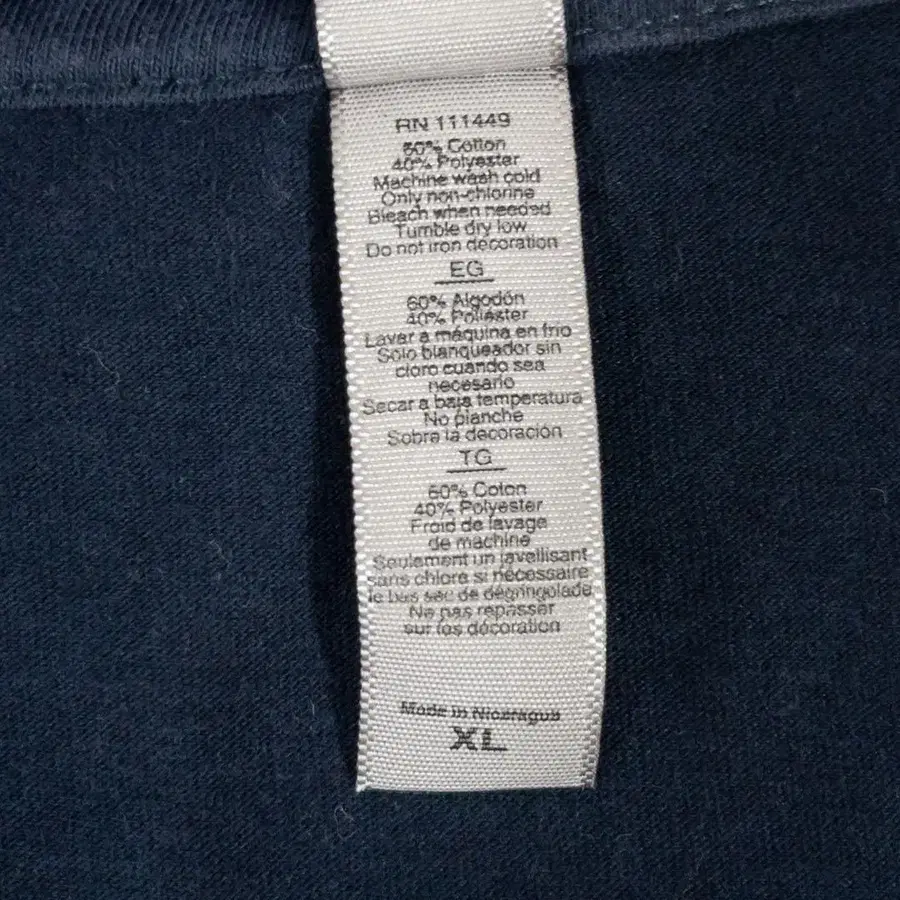 RN 111449
60% Cotton
40% Polyester
Machine wash cold
Only non-chlorine
Bleach when needed
Tumble dry low
Do not iron decoration
EG
60% Algodón
40% Poliéster
Lavar a máquina en frio
Solo blanqueador sin
cloro cuando sea
necesario
Secar a baja temperatura
No planche
Sobre la decoración
TG
60% Coton
40% Polyester
Froid de lavage
de machine
Seulement un javellisant
sans chlore si nécessaire
le bas sec de dégringolade
Ne pas repasser
sur les décoration
Made in Nicaragua
XL